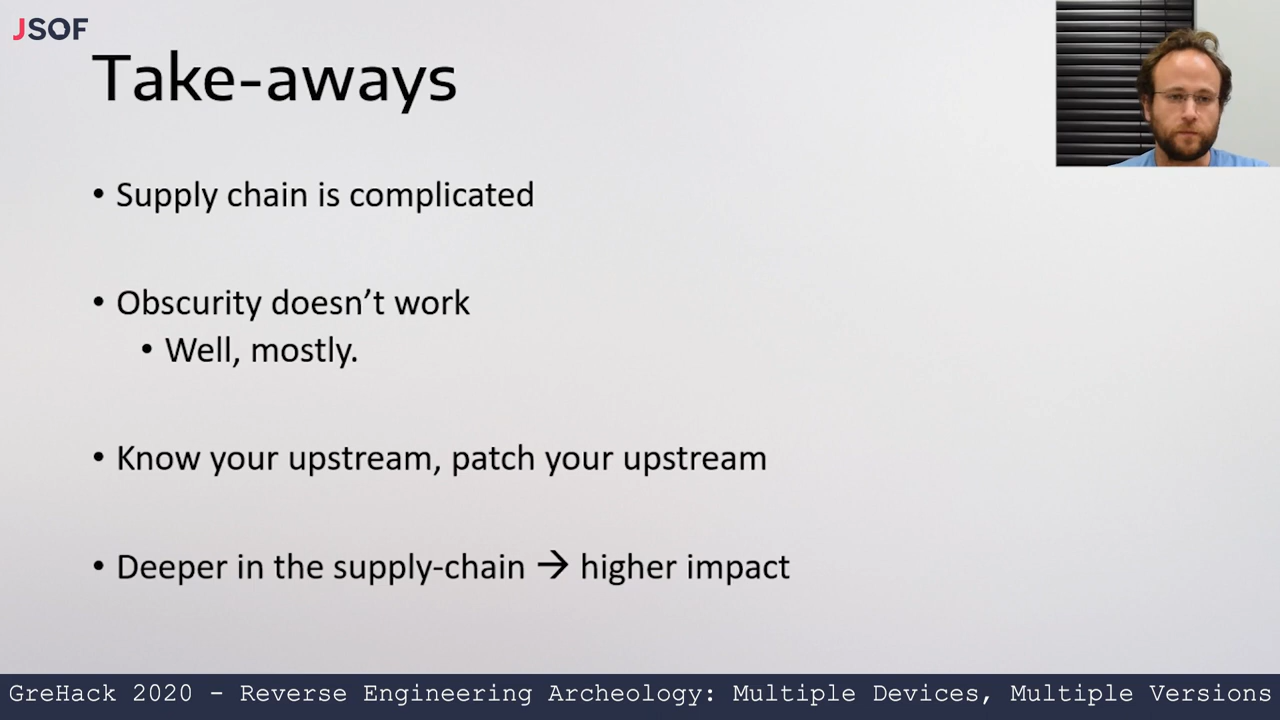 JSOF
Take-aways
• Supply chain is complicated
• Obscurity doesn’t work
• Well, mostly.
• Know your upstream, patch your upstream
• Deeper in the supply-chain → higher impact
GreHack 2020 - Reverse Engineering Archeology: Multiple Devices, Multiple Versions